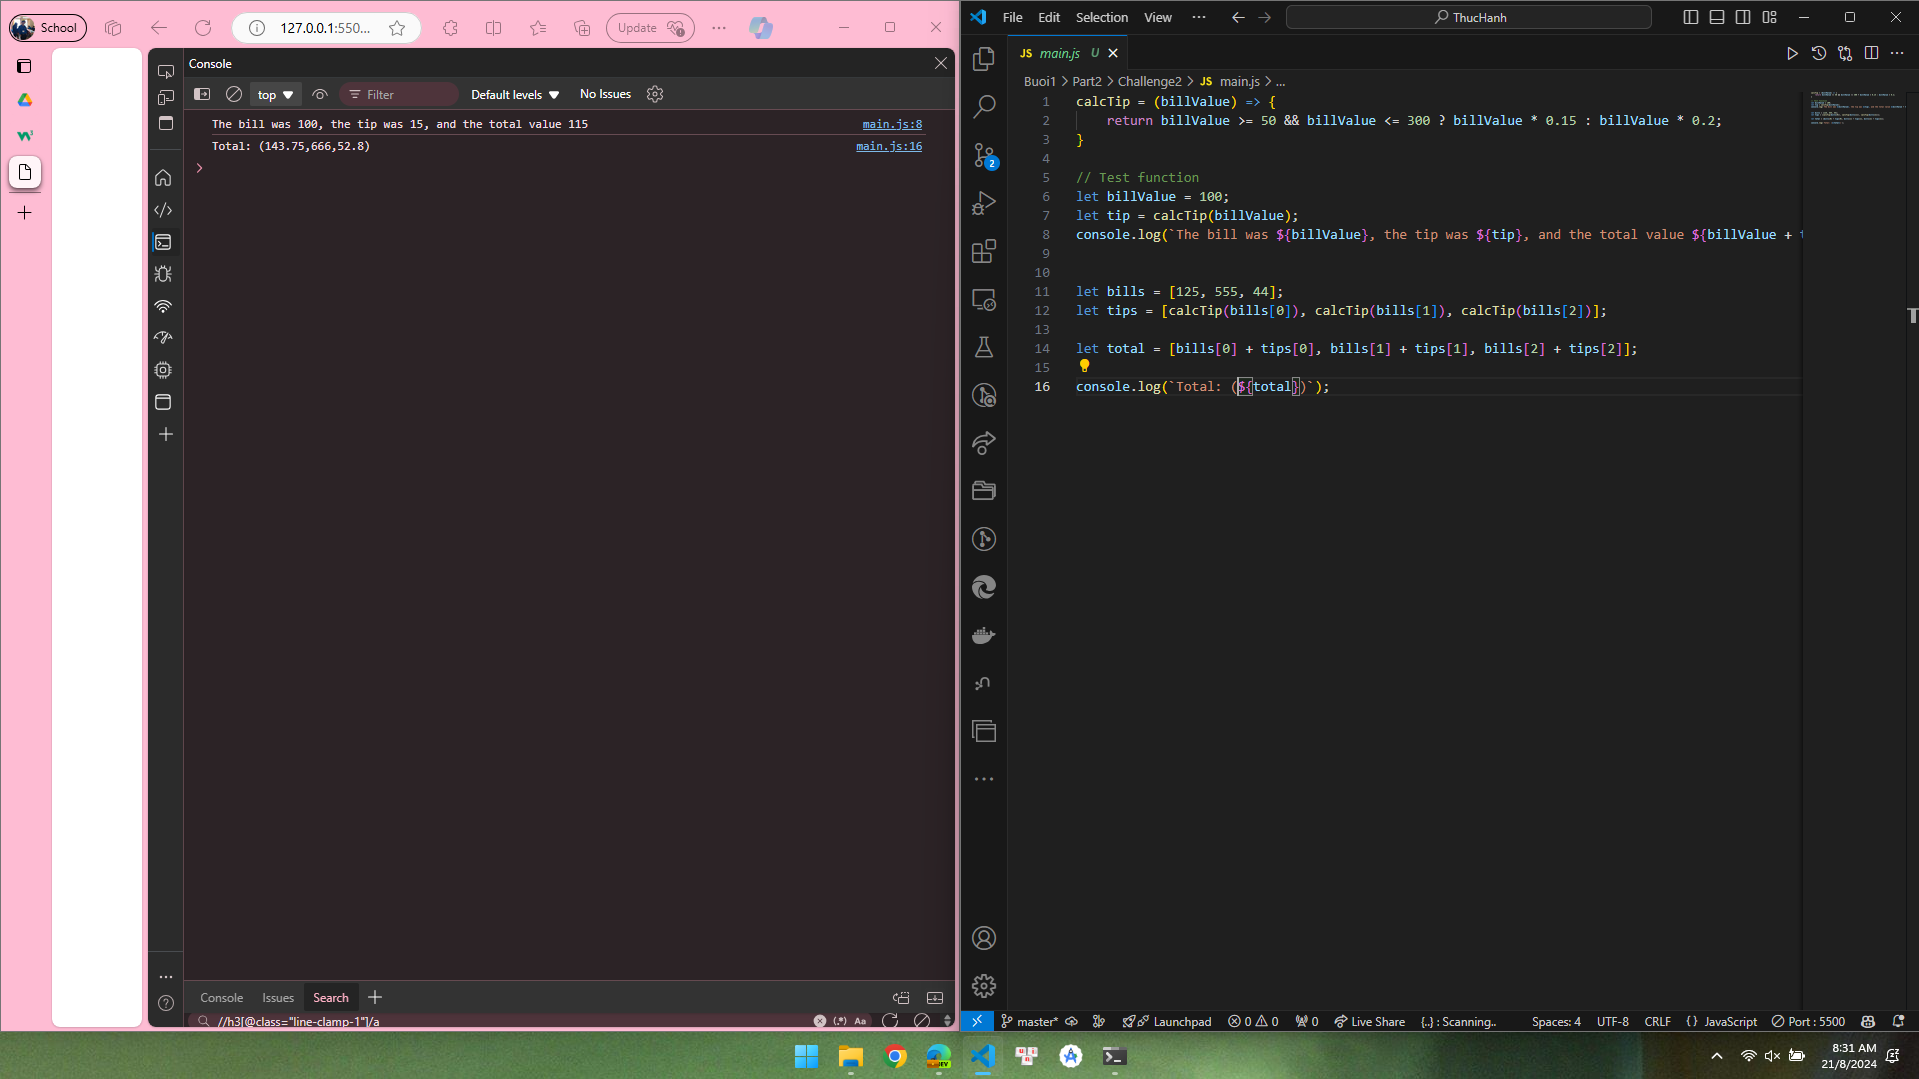 School
127.0.0.1:550...
Update
Console
top
Filter
Default levels
No Issues
The bill was 100, the tip was 15, and the total value 115
main.js:8
Total: (143.75,666,52.8)
main.js:16
Console
Issues
Search
//h3[@class="line-clamp-1"]/a
(.*)
Aa
File
Edit
Selection
View
ThucHanh
JS main.js U
Buoi1 > Part2 > Challenge2 > JS main.js > ...
1 calcTip = (billValue) => {
2 return billValue >= 50 && billValue <= 300 ? billValue * 0.15 : billValue * 0.2;
3 }
4
5 // Test function
6 let billValue = 100;
7 let tip = calcTip(billValue);
8 console.log(`The bill was ${billValue}, the tip was ${tip}, and the total value ${billValue +
9
10
11 let bills = [125, 555, 44];
12 let tips = [calcTip(bills[0]), calcTip(bills[1]), calcTip(bills[2])];
13
14 let total = [bills[0] + tips[0], bills[1] + tips[1], bills[2] + tips[2]];
15
16 console.log(`Total: (${total})`);
2
master*
Launchpad
0 0
0
Live Share
{..} : Scanning..
Spaces: 4
UTF-8
CRLF
{ } JavaScript
Port : 5500
DEV
8:31 AM
21/8/2024